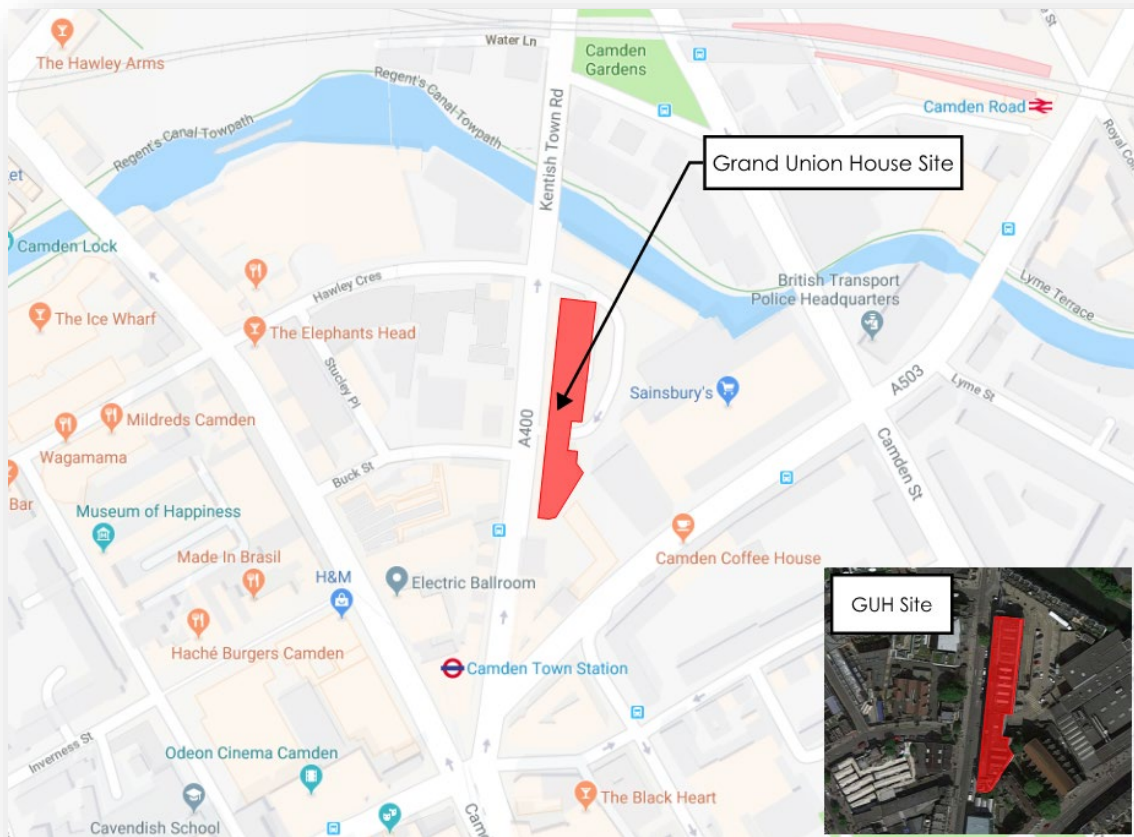 The Hawley Arms
Water Ln
Camden
Gardens
Regent's Canal Towpath
Regent's Canal Towpath
Kentish Town Rd
Camden Road
Royal Co
Grand Union House Site
et
Camden Lock
Hawley Cres
British Transport
Police Headquarters
Lyme Terrace
The Ice Wharf
The Elephants Head
Stucley Pl
Sainsbury's
A503
Lyme St
Mildreds Camden
A400
Wagamama
Buck St
Camden St
Bar
Museum of Happiness
Made In Brasil
Camden Coffee House
H&M
Electric Ballroom
GUH Site
Haché Burgers Camden
Camden Town Station
Inverness St
Odeon Cinema Camden
The Black Heart
Cavendish School
Cam